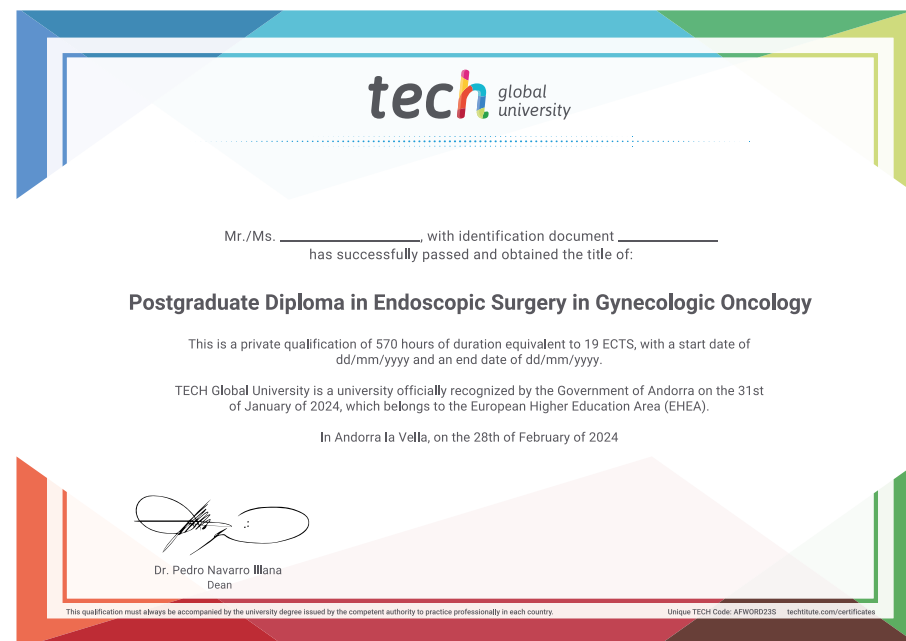 tech global university
Mr./Ms. ____________, with identification document ____________
has successfully passed and obtained the title of:
Postgraduate Diploma in Endoscopic Surgery in Gynecologic Oncology
This is a private qualification of 570 hours of duration equivalent to 19 ECTS, with a start date of
dd/mm/yyyy and an end date of dd/mm/yyyy.
TECH Global University is a university officially recognized by the Government of Andorra on the 31st
of January of 2024, which belongs to the European Higher Education Area (EHEA).
In Andorra la Vella, on the 28th of February of 2024
Dr. Pedro Navarro Illana
Dean
This qualification must always be accompanied by the university degree issued by the competent authority to practice professionally in each country.
Unique TECH Code: AFWORD23S techtitute.com/certificates